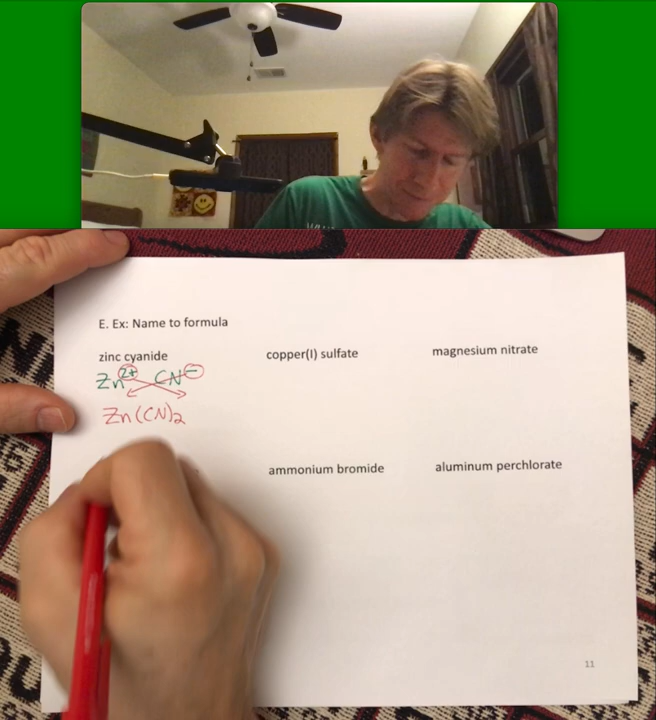 E. Ex: Name to formula
zinc cyanide copper(I) sulfate magnesium nitrate
Zn²⁺ CN⁻
Zn(CN)₂
ammonium bromide aluminum perchlorate
11